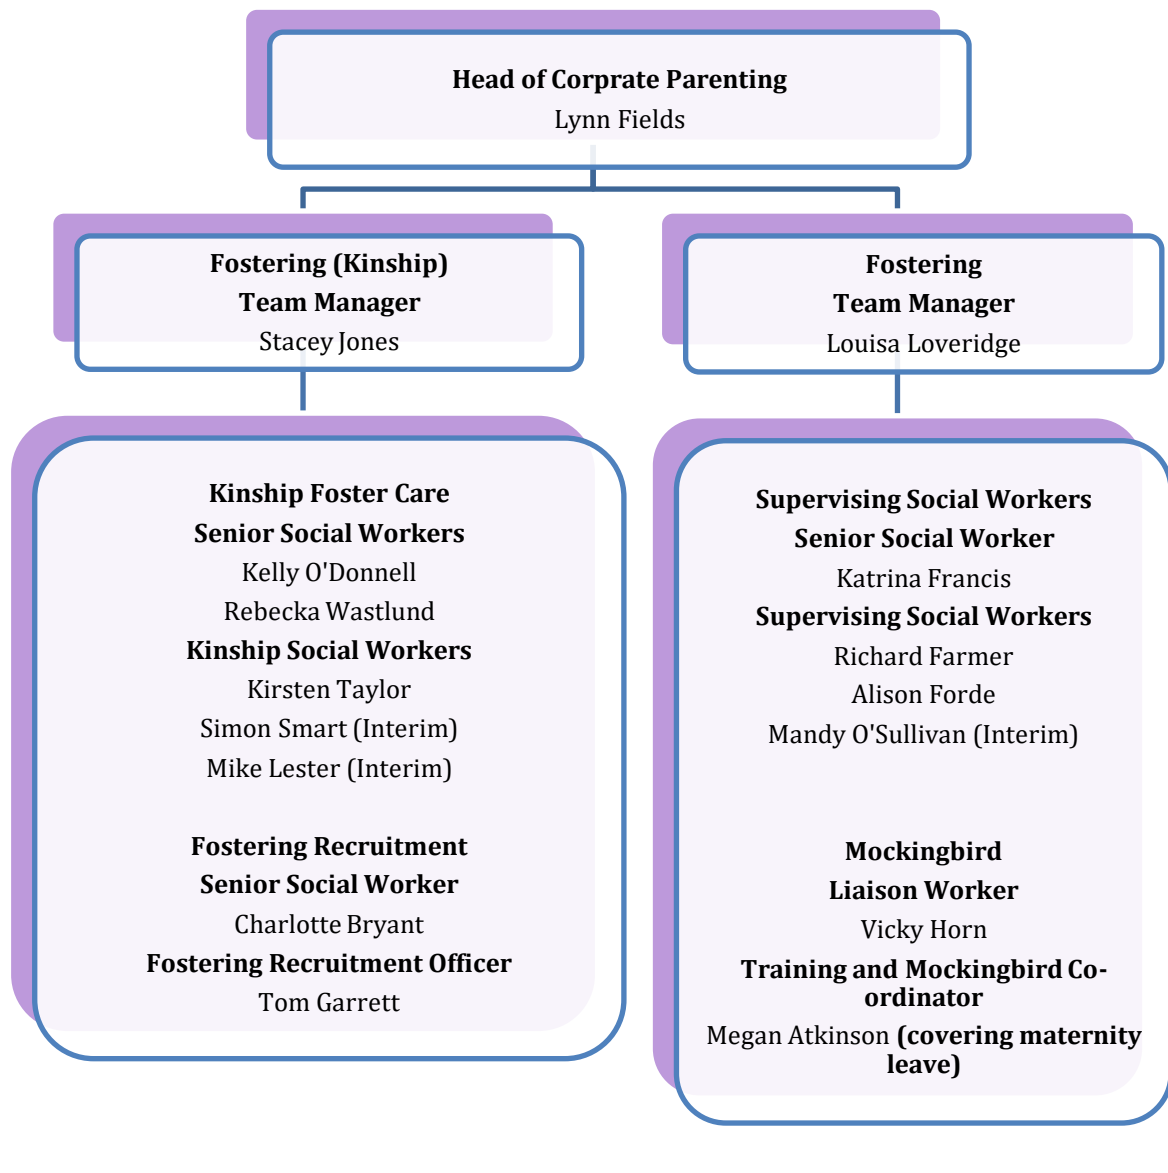 Head of Corprate Parenting
Lynn Fields
Fostering (Kinship)
Team Manager
Stacey Jones
Fostering
Team Manager
Louisa Loveridge
Kinship Foster Care
Senior Social Workers
Kelly O'Donnell
Rebecka Wastlund
Kinship Social Workers
Kirsten Taylor
Simon Smart (Interim)
Mike Lester (Interim)
Fostering Recruitment
Senior Social Worker
Charlotte Bryant
Fostering Recruitment Officer
Tom Garrett
Supervising Social Workers
Senior Social Worker
Katrina Francis
Supervising Social Workers
Richard Farmer
Alison Forde
Mandy O'Sullivan (Interim)
Mockingbird
Liaison Worker
Vicky Horn
Training and Mockingbird Co-
ordinator
Megan Atkinson (covering maternity
leave)